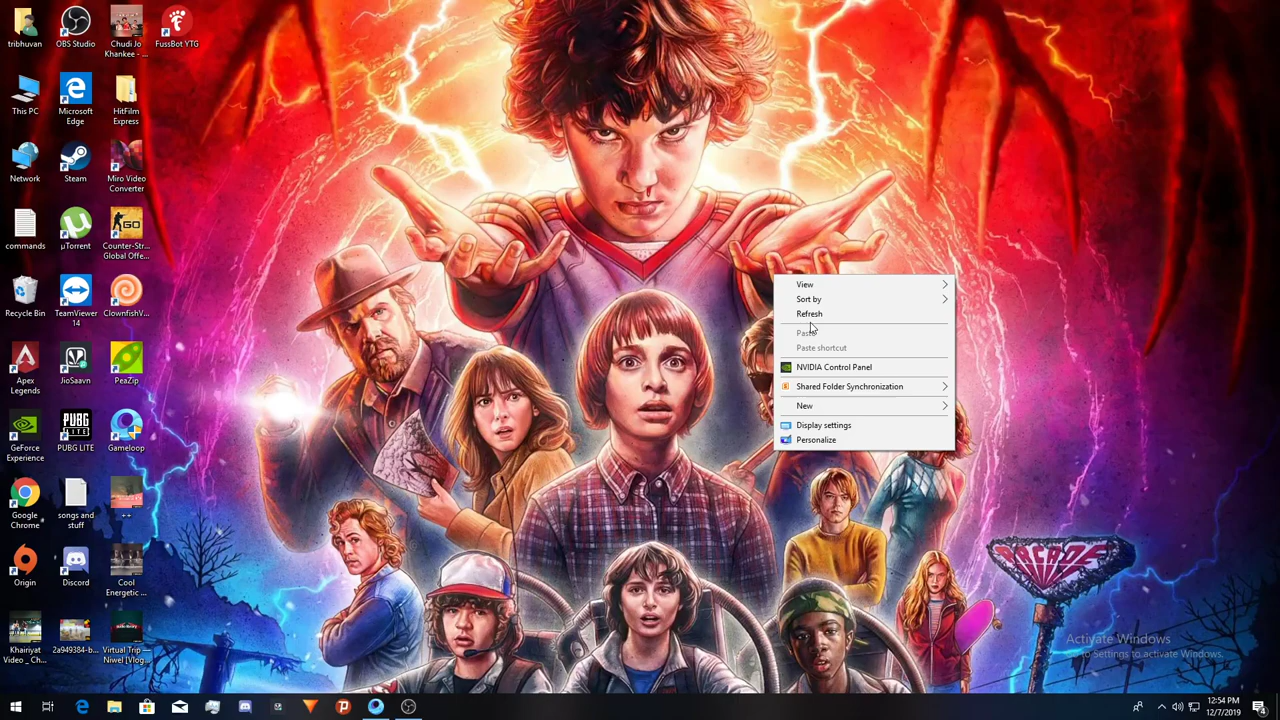 tribhuvan
OBS Studio
Chudi Jo
Khankee - ...
FussBot YTG
This PC
Microsoft
Edge
HitFilm
Express
Network
Steam
Miro Video
Converter
commands
µTorrent
Counter-Str...
Global Offe...
Recycle Bin
TeamViewer
14
ClownfishV...
Apex
Legends
JioSaavn
PeaZip
GeForce
Experience
PUBG LITE
Gameloop
Google
Chrome
songs and
stuff
++
Origin
Discord
Cool
Energetic ...
Khairiyat
Video _ Ch...
2a949384-b...
Virtual Trip —
Niwel [Vlog...
View
Sort by
Refresh
Paste
Paste shortcut
NVIDIA Control Panel
Shared Folder Synchronization
New
Display settings
Personalize
ARCADE
Activate Windows
to Settings to activate Windows.
12:54 PM
12/7/2019
4